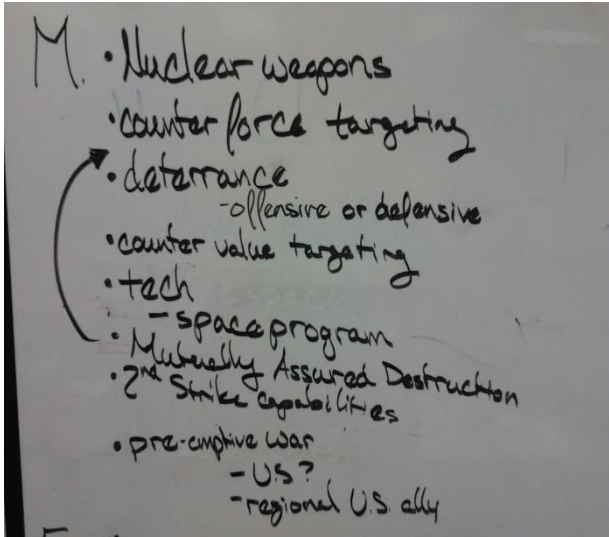 M. • Nuclear weapons
• counter force targeting
• deterrance
- offensive or defensive
• counter value targeting
• tech
- space program
• Mutually Assured Destruction
• 2nd Strike capabilities
• pre-emptive war
- U.S?
- regional U.S. ally